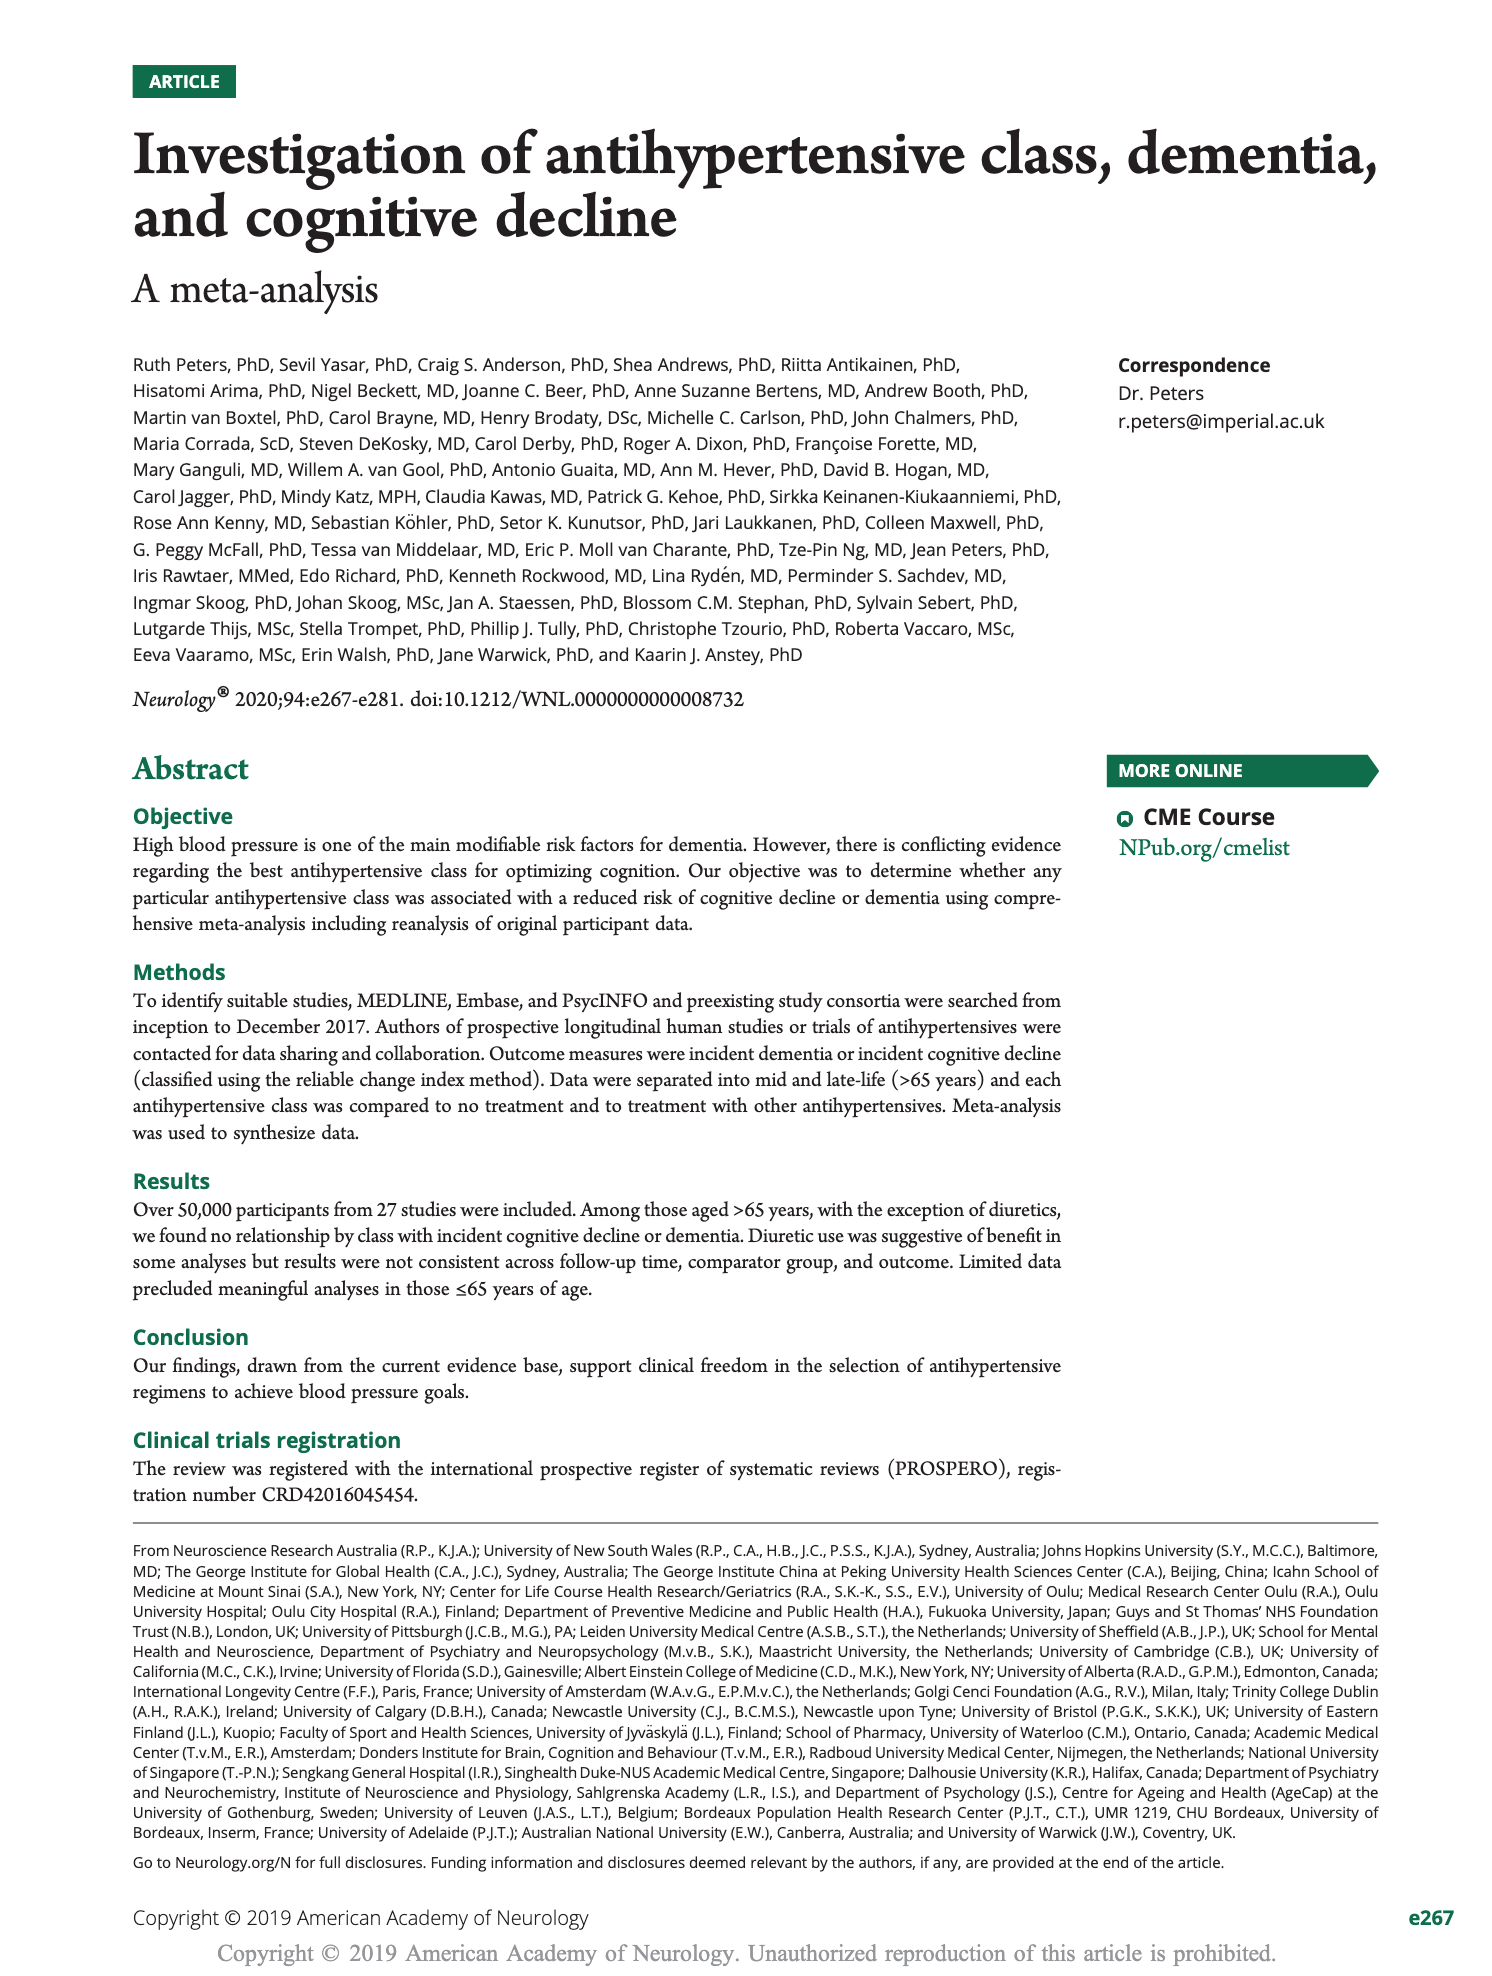 ARTICLE
Investigation of antihypertensive class, dementia,
and cognitive decline
A meta-analysis
Ruth Peters, PhD, Sevil Yasar, PhD, Craig S. Anderson, PhD, Shea Andrews, PhD, Riitta Antikainen, PhD,
Hisatomi Arima, PhD, Nigel Beckett, MD, Joanne C. Beer, PhD, Anne Suzanne Bertens, MD, Andrew Booth, PhD,
Martin van Boxtel, PhD, Carol Brayne, MD, Henry Brodaty, DSc, Michelle C. Carlson, PhD, John Chalmers, PhD,
Maria Corrada, ScD, Steven DeKosky, MD, Carol Derby, PhD, Roger A. Dixon, PhD, Françoise Forette, MD,
Mary Ganguli, MD, Willem A. van Gool, PhD, Antonio Guaita, MD, Ann M. Hever, PhD, David B. Hogan, MD,
Carol Jagger, PhD, Mindy Katz, MPH, Claudia Kawas, MD, Patrick G. Kehoe, PhD, Sirkka Keinanen-Kiukaanniemi, PhD,
Rose Ann Kenny, MD, Sebastian Köhler, PhD, Setor K. Kunutsor, PhD, Jari Laukkanen, PhD, Colleen Maxwell, PhD,
G. Peggy McFall, PhD, Tessa van Middelaar, MD, Eric P. Moll van Charante, PhD, Tze-Pin Ng, MD, Jean Peters, PhD,
Iris Rawtaer, MMed, Edo Richard, PhD, Kenneth Rockwood, MD, Lina Rydén, MD, Perminder S. Sachdev, MD,
Ingmar Skoog, PhD, Johan Skoog, MSc, Jan A. Staessen, PhD, Blossom C.M. Stephan, PhD, Sylvain Sebert, PhD,
Lutgarde Thijs, MSc, Stella Trompet, PhD, Phillip J. Tully, PhD, Christophe Tzourio, PhD, Roberta Vaccaro, MSc,
Eeva Vaaramo, MSc, Erin Walsh, PhD, Jane Warwick, PhD, and Kaarin J. Anstey, PhD
Correspondence
Dr. Peters
r.peters@imperial.ac.uk
Neurology® 2020;94:e267-e281. doi:10.1212/WNL.0000000000008732
Abstract
Objective
High blood pressure is one of the main modifiable risk factors for dementia. However, there is conflicting evidence
regarding the best antihypertensive class for optimizing cognition. Our objective was to determine whether any
particular antihypertensive class was associated with a reduced risk of cognitive decline or dementia using compre-
hensive meta-analysis including reanalysis of original participant data.
Methods
To identify suitable studies, MEDLINE, Embase, and PsycINFO and preexisting study consortia were searched from
inception to December 2017. Authors of prospective longitudinal human studies or trials of antihypertensives were
contacted for data sharing and collaboration. Outcome measures were incident dementia or incident cognitive decline
(classified using the reliable change index method). Data were separated into mid and late-life (>65 years) and each
antihypertensive class was compared to no treatment and to treatment with other antihypertensives. Meta-analysis
was used to synthesize data.
Results
Over 50,000 participants from 27 studies were included. Among those aged >65 years, with the exception of diuretics,
we found no relationship by class with incident cognitive decline or dementia. Diuretic use was suggestive of benefit in
some analyses but results were not consistent across follow-up time, comparator group, and outcome. Limited data
precluded meaningful analyses in those ≤65 years of age.
Conclusion
Our findings, drawn from the current evidence base, support clinical freedom in the selection of antihypertensive
regimens to achieve blood pressure goals.
Clinical trials registration
The review was registered with the international prospective register of systematic reviews (PROSPERO), regis-
tration number CRD42016045454.
MORE ONLINE
CME Course
NPub.org/cmelist
From Neuroscience Research Australia (R.P., K.J.A.); University of New South Wales (R.P., C.A., H.B., J.C., P.S.S., K.J.A.), Sydney, Australia; Johns Hopkins University (S.Y., M.C.C.), Baltimore,
MD; The George Institute for Global Health (C.A., J.C.), Sydney, Australia; The George Institute China at Peking University Health Sciences Center (C.A.), Beijing, China; Icahn School of
Medicine at Mount Sinai (S.A.), New York, NY; Center for Life Course Health Research/Geriatrics (R.A., S.K.-K., S.S., E.V.), University of Oulu; Medical Research Center Oulu (R.A.), Oulu
University Hospital; Oulu City Hospital (R.A.), Finland; Department of Preventive Medicine and Public Health (H.A.), Fukuoka University, Japan; Guys and St Thomas’ NHS Foundation
Trust (N.B.), London, UK; University of Pittsburgh (J.C.B., M.G.), PA; Leiden University Medical Centre (A.S.B., S.T.), the Netherlands; University of Sheffield (A.B., J.P.), UK; School for Mental
Health and Neuroscience, Department of Psychiatry and Neuropsychology (M.v.B., S.K.), Maastricht University, the Netherlands; University of Cambridge (C.B.), UK; University of
California (M.C., C.K.), Irvine; University of Florida (S.D.), Gainesville; Albert Einstein College of Medicine (C.D., M.K.), New York, NY; University of Alberta (R.A.D., G.P.M.), Edmonton, Canada;
International Longevity Centre (F.F.), Paris, France; University of Amsterdam (W.A.v.G., E.P.M.v.C.), the Netherlands; Golgi Cenci Foundation (A.G., R.V.), Milan, Italy; Trinity College Dublin
(A.H., R.A.K.), Ireland; University of Calgary (D.B.H.), Canada; Newcastle University (C.J., B.C.M.S.), Newcastle upon Tyne; University of Bristol (P.G.K., S.K.K.), UK; University of Eastern
Finland (J.L.), Kuopio; Faculty of Sport and Health Sciences, University of Jyväskylä (J.L.), Finland; School of Pharmacy, University of Waterloo (C.M.), Ontario, Canada; Academic Medical
Center (T.v.M., E.R.), Amsterdam; Donders Institute for Brain, Cognition and Behaviour (T.v.M., E.R.), Radboud University Medical Center, Nijmegen, the Netherlands; National University
of Singapore (T.-P.N.); Sengkang General Hospital (I.R.), Singhealth Duke-NUS Academic Medical Centre, Singapore; Dalhousie University (K.R.), Halifax, Canada; Department of Psychiatry
and Neurochemistry, Institute of Neuroscience and Physiology, Sahlgrenska Academy (L.R., I.S.), and Department of Psychology (J.S.), Centre for Ageing and Health (AgeCap) at the
University of Gothenburg, Sweden; University of Leuven (J.A.S., L.T.), Belgium; Bordeaux Population Health Research Center (P.J.T., C.T.), UMR 1219, CHU Bordeaux, University of
Bordeaux, Inserm, France; University of Adelaide (P.J.T.); Australian National University (E.W.), Canberra, Australia; and University of Warwick (J.W.), Coventry, UK.
Go to Neurology.org/N for full disclosures. Funding information and disclosures deemed relevant by the authors, if any, are provided at the end of the article.
Copyright © 2019 American Academy of Neurology
e267
Copyright © 2019 American Academy of Neurology. Unauthorized reproduction of this article is prohibited.